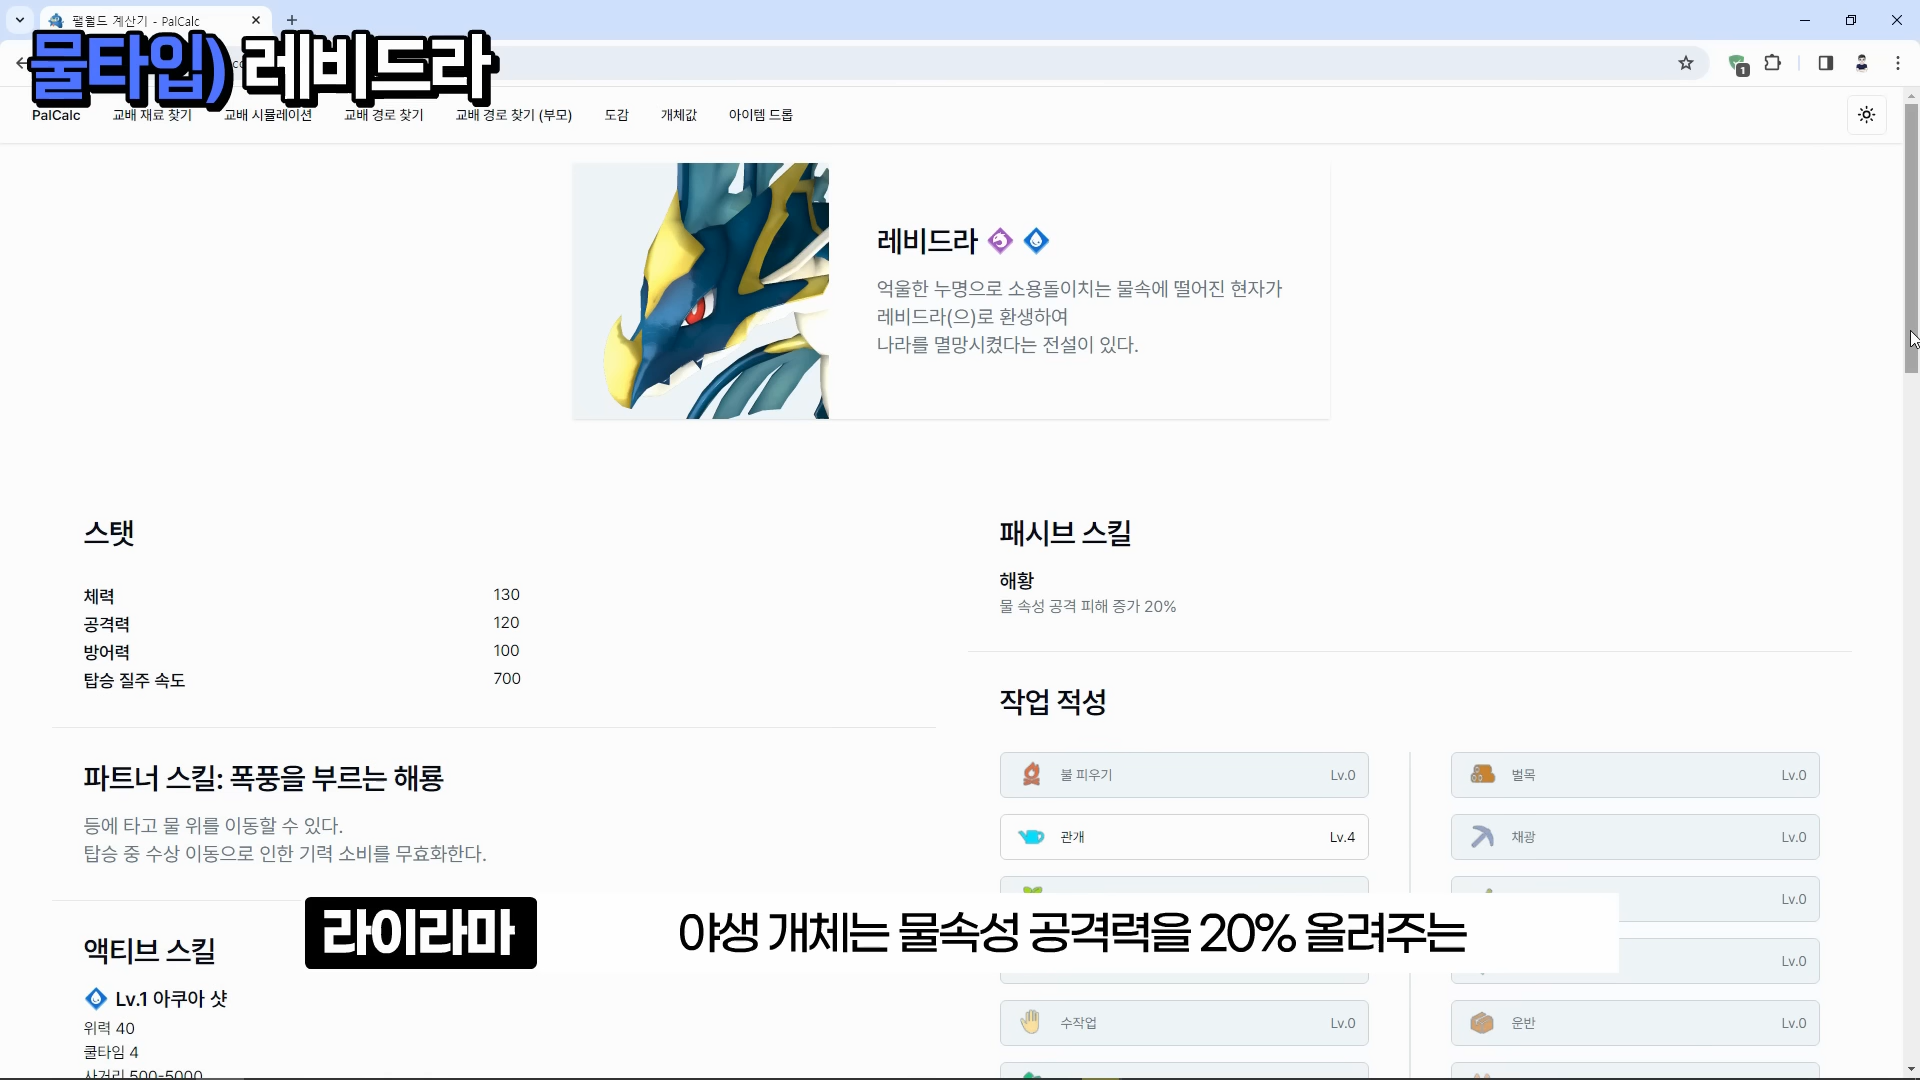 팰월드 계산기 - PalCalc
물타입) 레비드라
1
PalCalc
교배 재료 찾기
교배 시뮬레이션
교배 경로 찾기
교배 경로 찾기 (부모)
도감
개체값
아이템 드롭
레비드라
억울한 누명으로 소용돌이치는 물속에 떨어진 현자가
레비드라(으)로 환생하여
나라를 멸망시켰다는 전설이 있다.
스탯
체력 130
공격력 120
방어력 100
탑승 질주 속도 700
파트너 스킬: 폭풍을 부르는 해룡
등에 타고 물 위를 이동할 수 있다.
탑승 중 수상 이동으로 인한 기력 소비를 무효화한다.
액티브 스킬
Lv.1 아쿠아 샷
위력 40
쿨타임 4
사거리 500-5000
패시브 스킬
해황
물 속성 공격 피해 증가 20%
작업 적성
불 피우기 Lv.0
벌목 Lv.0
관개 Lv.4
채광 Lv.0
Lv.0
Lv.0
수작업 Lv.0
운반 Lv.0
라이라마
야생 개체는 물속성 공격력을 20% 올려주는